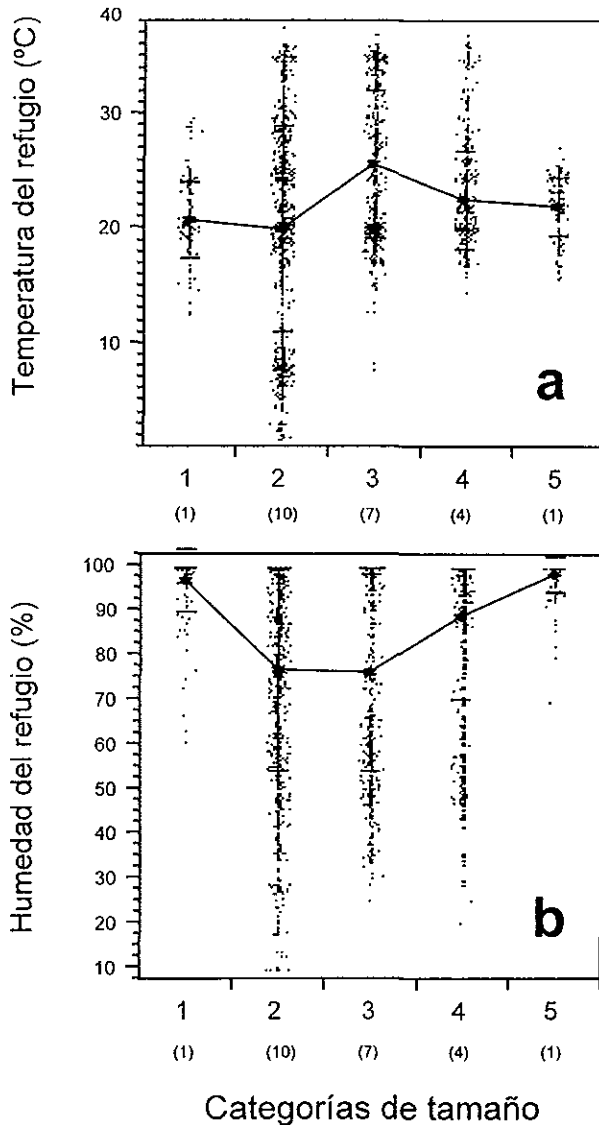 Temperatura del refugio (ºC)
40
30
20
10
a
1 2 3 4 5
(1) (10) (7) (4) (1)
Humedad del refugio (%)
100
90
80
70
60
50
40
30
20
10
b
1 2 3 4 5
(1) (10) (7) (4) (1)
Categorías de tamaño